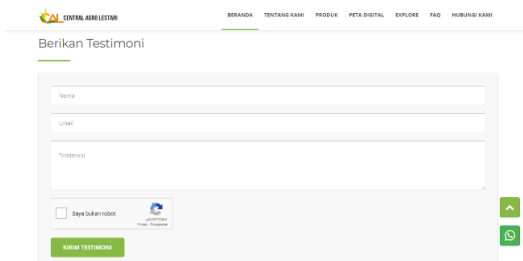 CAL CENTRAL AGRO LESTARI
BERANDA TENTANG KAMI PRODUK PETA DIGITAL EXPLORE FAQ HUBUNGI KAMI
Berikan Testimoni
Nama
Email
Testimoni
Saya bukan robot
reCAPTCHA
KIRIM TESTIMONI